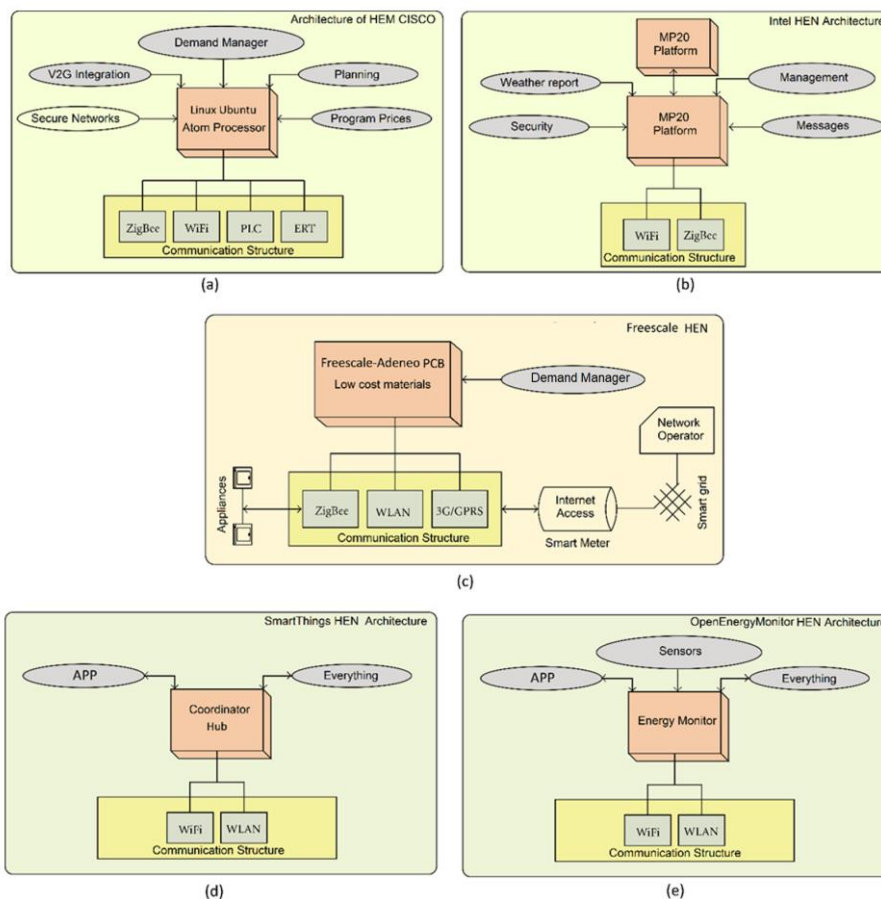 Architecture of HEM CISCO
Demand Manager
V2G Integration
Planning
Linux Ubuntu
Atom Processor
Secure Networks
Program Prices
ZigBee
WiFi
PLC
ERT
Communication Structure
(a)
Intel HEN Architecture
MP20
Platform
Weather report
Management
MP20
Platform
Security
Messages
WiFi
ZigBee
Communication Structure
(b)
Freescale HEN
Freescale-Adeneo PCB
Low cost materials
Demand Manager
Network
Operator
Appliances
ZigBee
WLAN
3G/GPRS
Communication Structure
Internet
Access
Smart Meter
Smart grid
(c)
SmartThings HEN Architecture
APP
Everything
Coordinator
Hub
WiFi
WLAN
Communication Structure
(d)
OpenEnergyMonitor HEN Architecture
Sensors
APP
Everything
Energy Monitor
WiFi
WLAN
Communication Structure
(e)